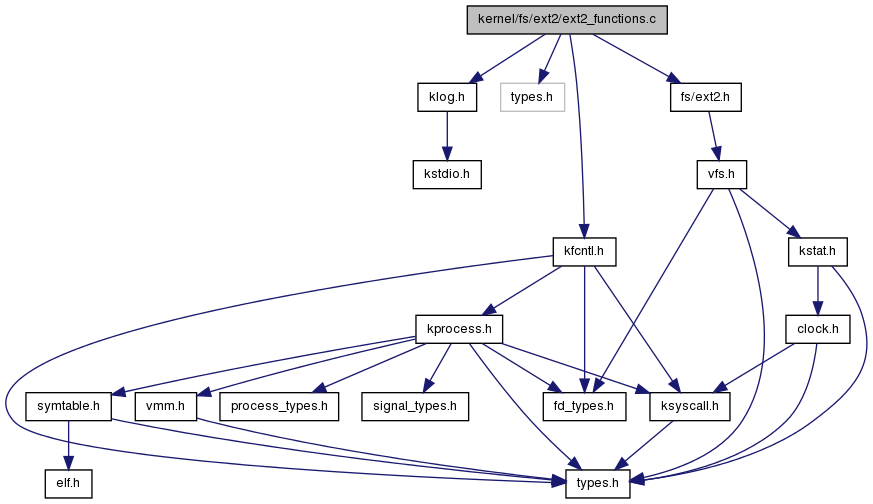 kernel/fs/ext2/ext2_functions.c
klog.h
types.h
fs/ext2.h
kstdio.h
vfs.h
kfcntl.h
kstat.h
kprocess.h
clock.h
symtable.h
vmm.h
process_types.h
signal_types.h
fd_types.h
ksyscall.h
elf.h
types.h